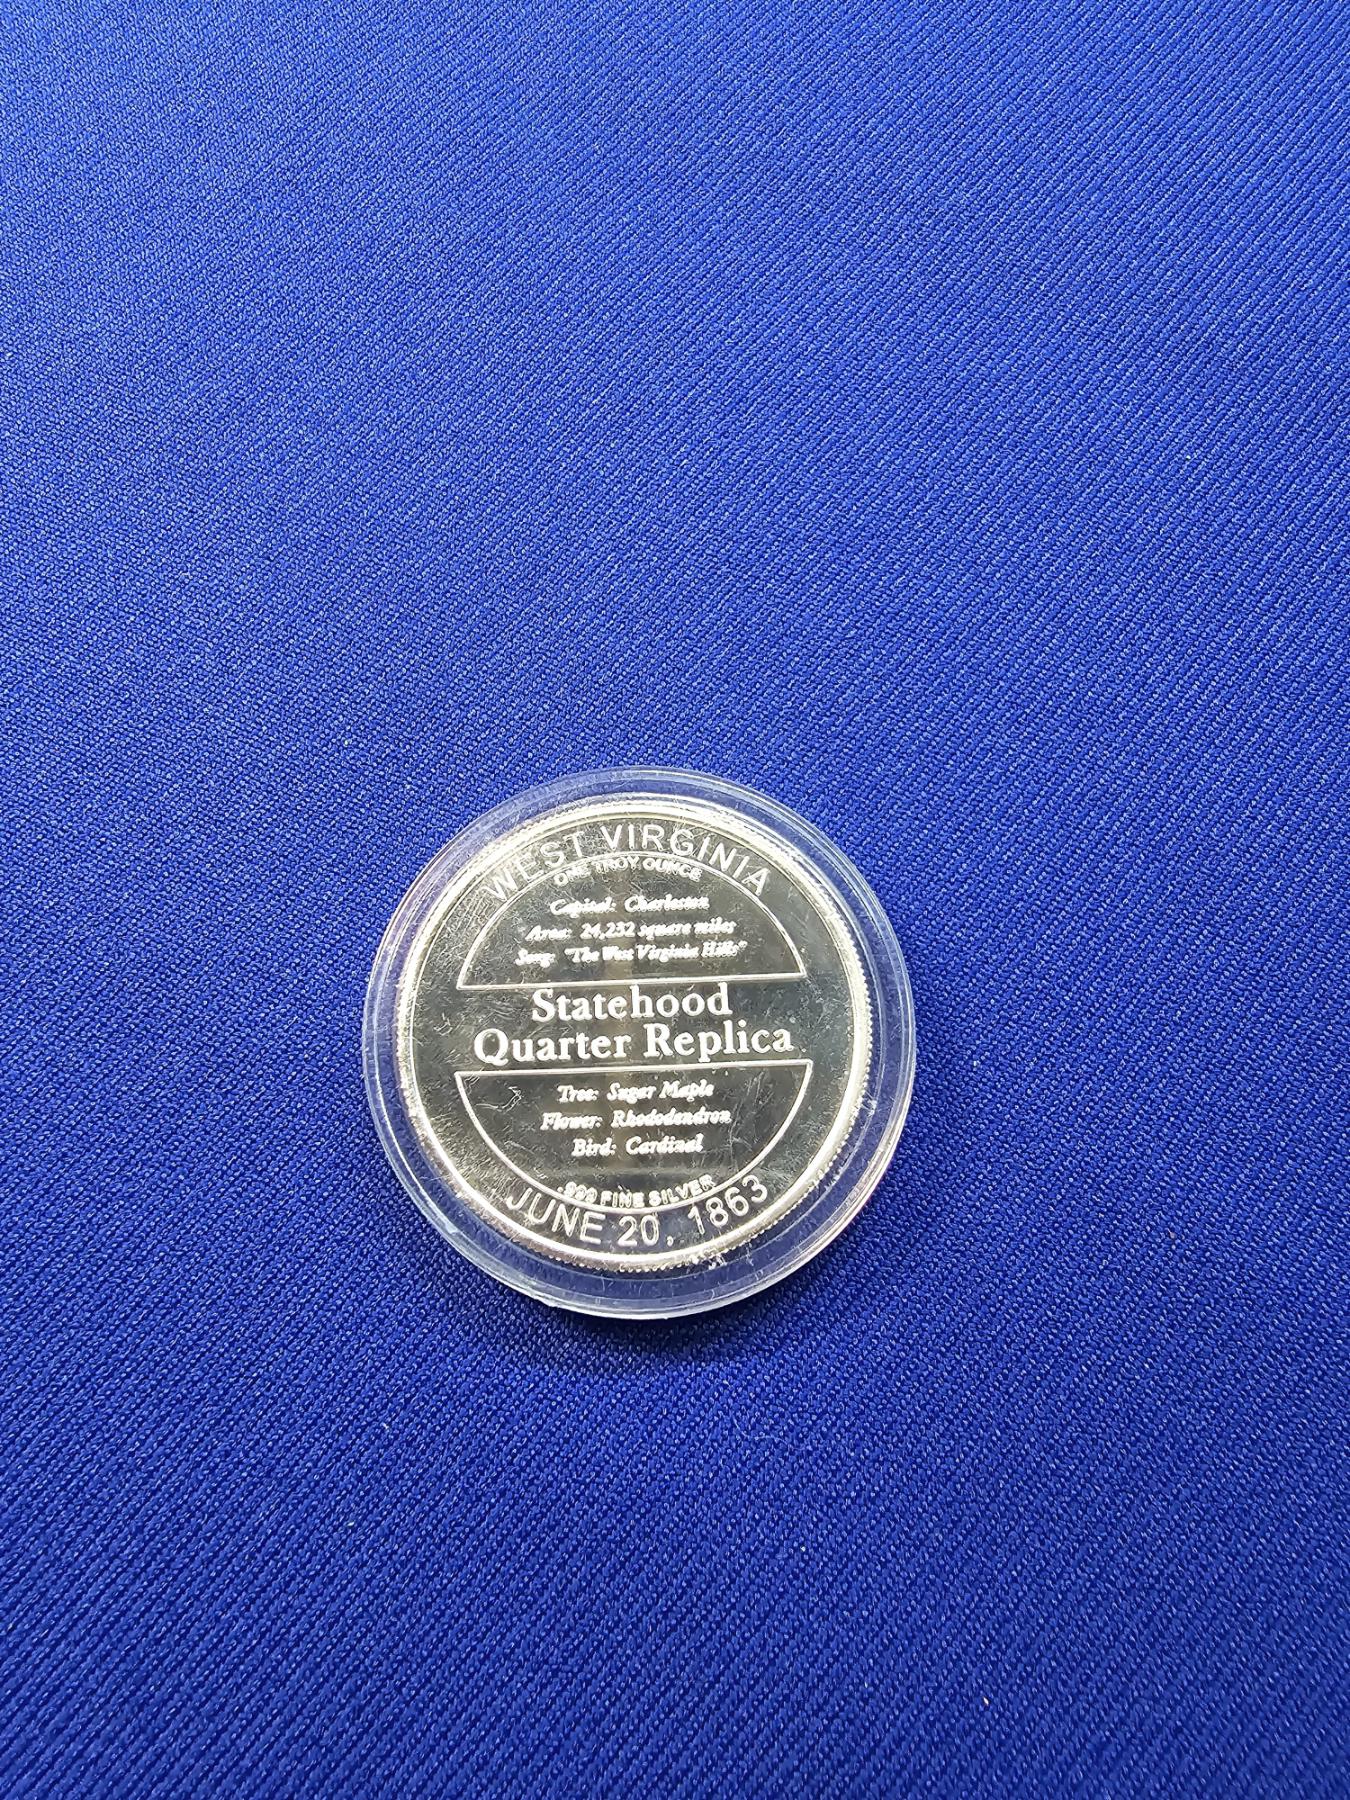 WEST VIRGINIA
ONE TROY OUNCE
Capital: Charleston
Area: 24,232 square miles
Song: "The West Virginia Hills"
Statehood
Quarter Replica
Tree: Sugar Maple
Flower: Rhododendron
Bird: Cardinal
.999 FINE SILVER
JUNE 20, 1863